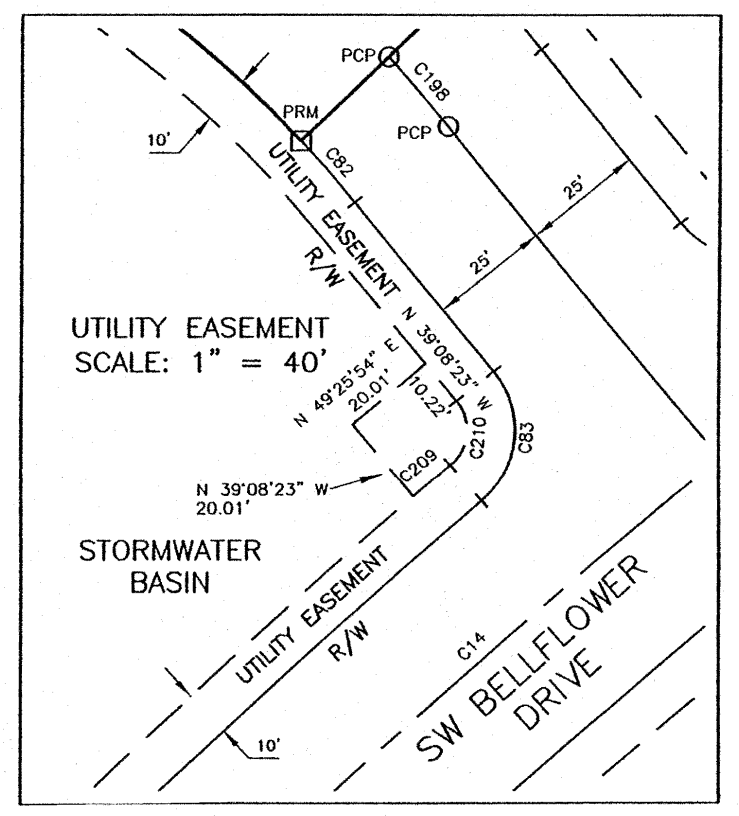 PCP
C198
10'
PRM
PCP
C82
25'
UTILITY EASEMENT
R/W
25'
UTILITY EASEMENT
SCALE: 1" = 40'
N 39°08'23" W
N 49°25'54" E
20.01'
10.22'
C210
C83
C209
N 39°08'23" W
20.01'
STORMWATER
BASIN
UTILITY EASEMENT
R/W
C14
SW BELLFLOWER
DRIVE
10'